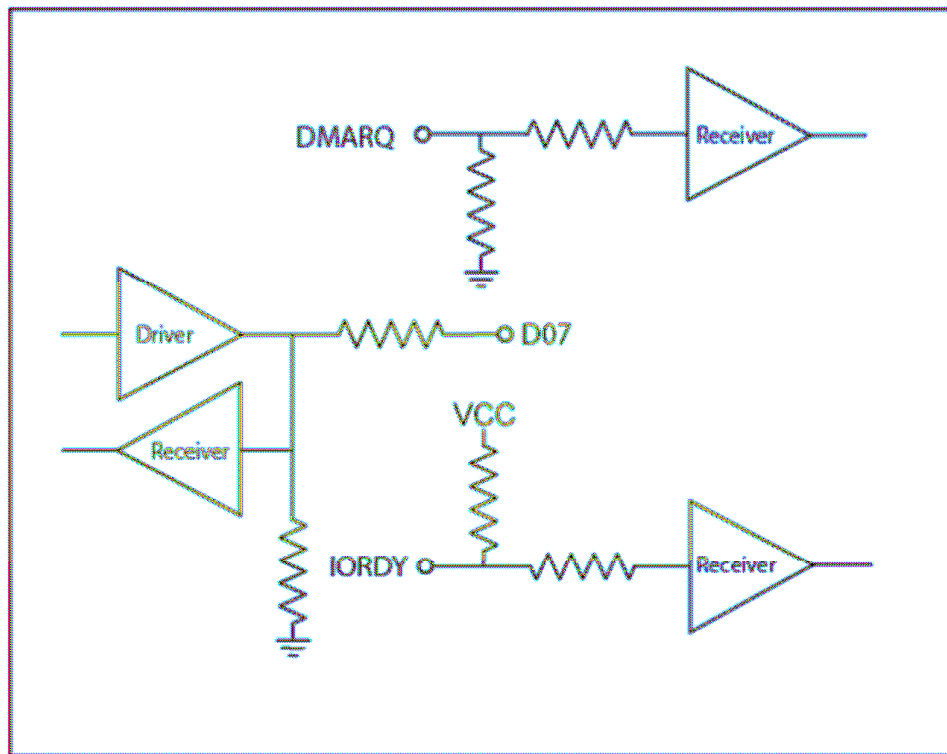 DMARQ
Receiver
Driver
D07
Receiver
VCC
IORDY
Receiver